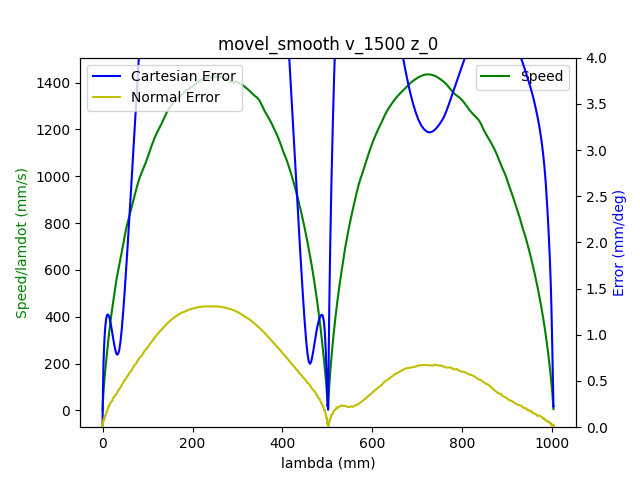 movel_smooth v_1500 z_0
Cartesian Error
Normal Error
Speed
Speed/lamdot (mm/s)
1400
1200
1000
800
600
400
200
0
4.0
3.5
3.0
2.5
2.0
1.5
1.0
0.5
0.0
Error (mm/deg)
0 200 400 600 800 1000
lambda (mm)